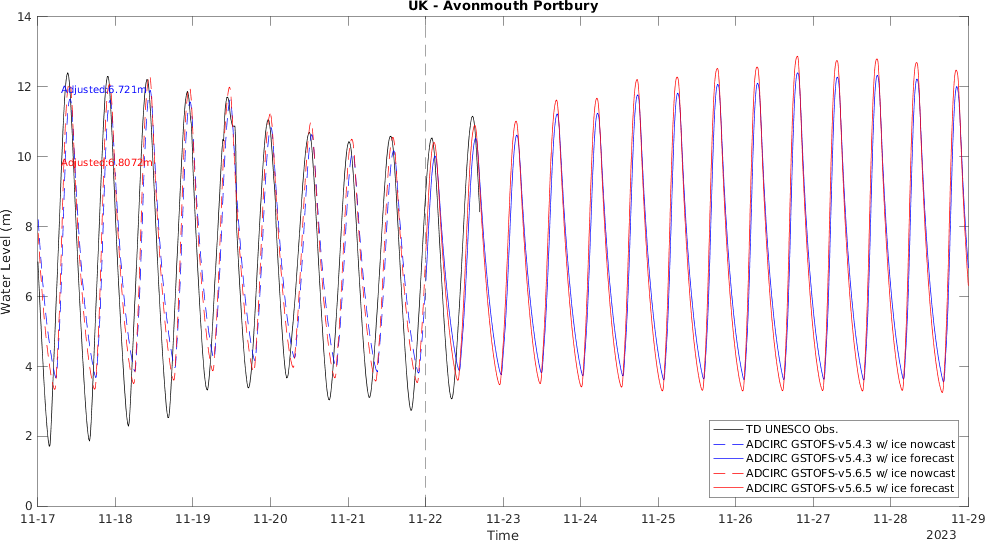 UK - Avonmouth Portbury
14
12
10
8
6
4
2
0
Water Level (m)
Adjusted:6.721m
Adjusted:6.8072m
TD UNESCO Obs.
ADCIRC GSTOFS-v5.4.3 w/ ice nowcast
ADCIRC GSTOFS-v5.4.3 w/ ice forecast
ADCIRC GSTOFS-v5.6.5 w/ ice nowcast
ADCIRC GSTOFS-v5.6.5 w/ ice forecast
11-17 11-18 11-19 11-20 11-21 11-22 11-23 11-24 11-25 11-26 11-27 11-28 11-29
Time
2023